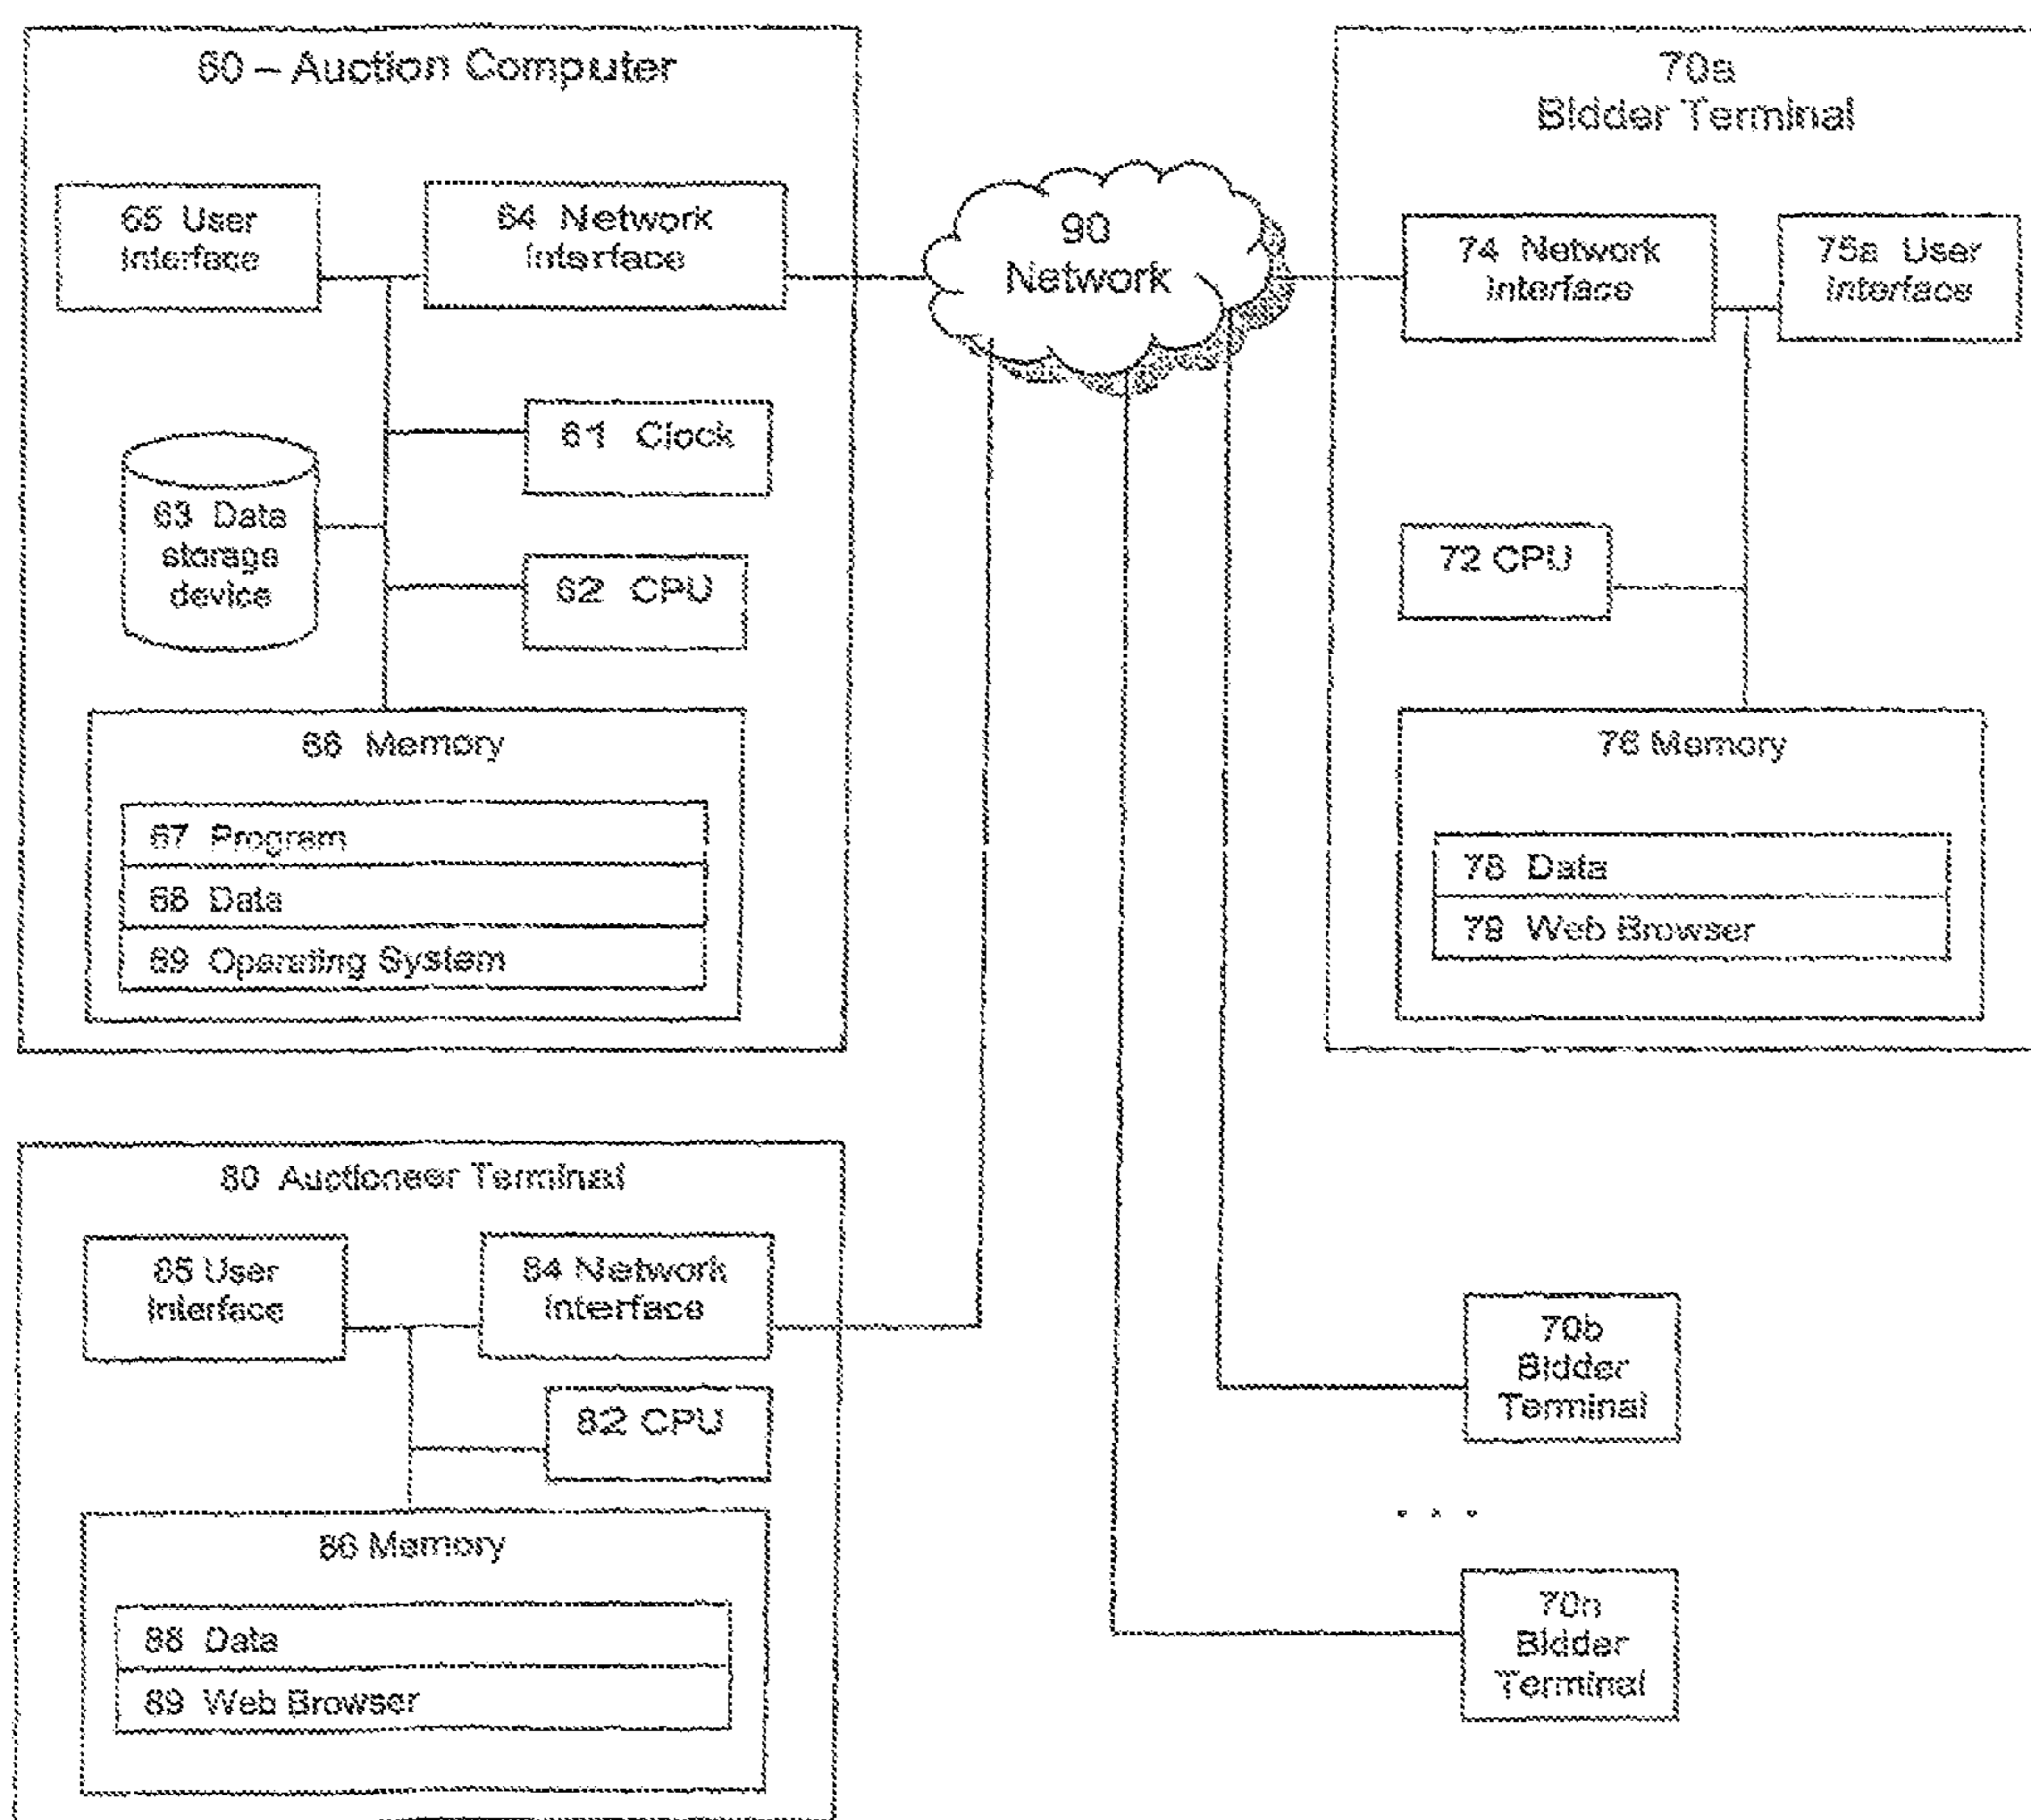 60 – Auction Computer
65 User
Interface
64 Network
Interface
61 Clock
63 Data
storage
device
62 CPU
66 Memory
67 Program
68 Data
69 Operating System
90
Network
70a
Bidder Terminal
74 Network
Interface
75a User
Interface
72 CPU
76 Memory
78 Data
79 Web Browser
80 Auctioneer Terminal
85 User
Interface
84 Network
Interface
82 CPU
86 Memory
88 Data
89 Web Browser
70b
Bidder
Terminal
. . .
70n
Bidder
Terminal